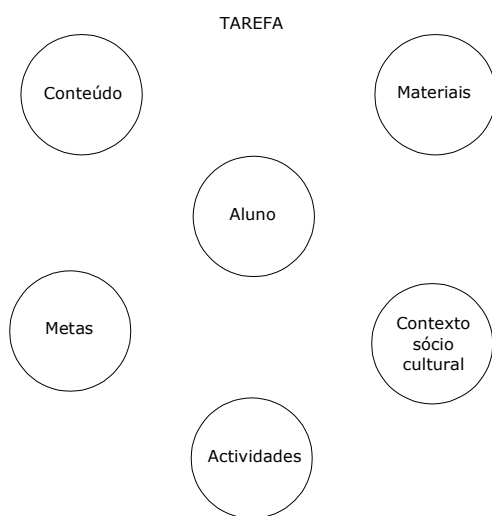 TAREFA
Conteúdo
Materiais
Aluno
Metas
Contexto
sócio
cultural
Actividades